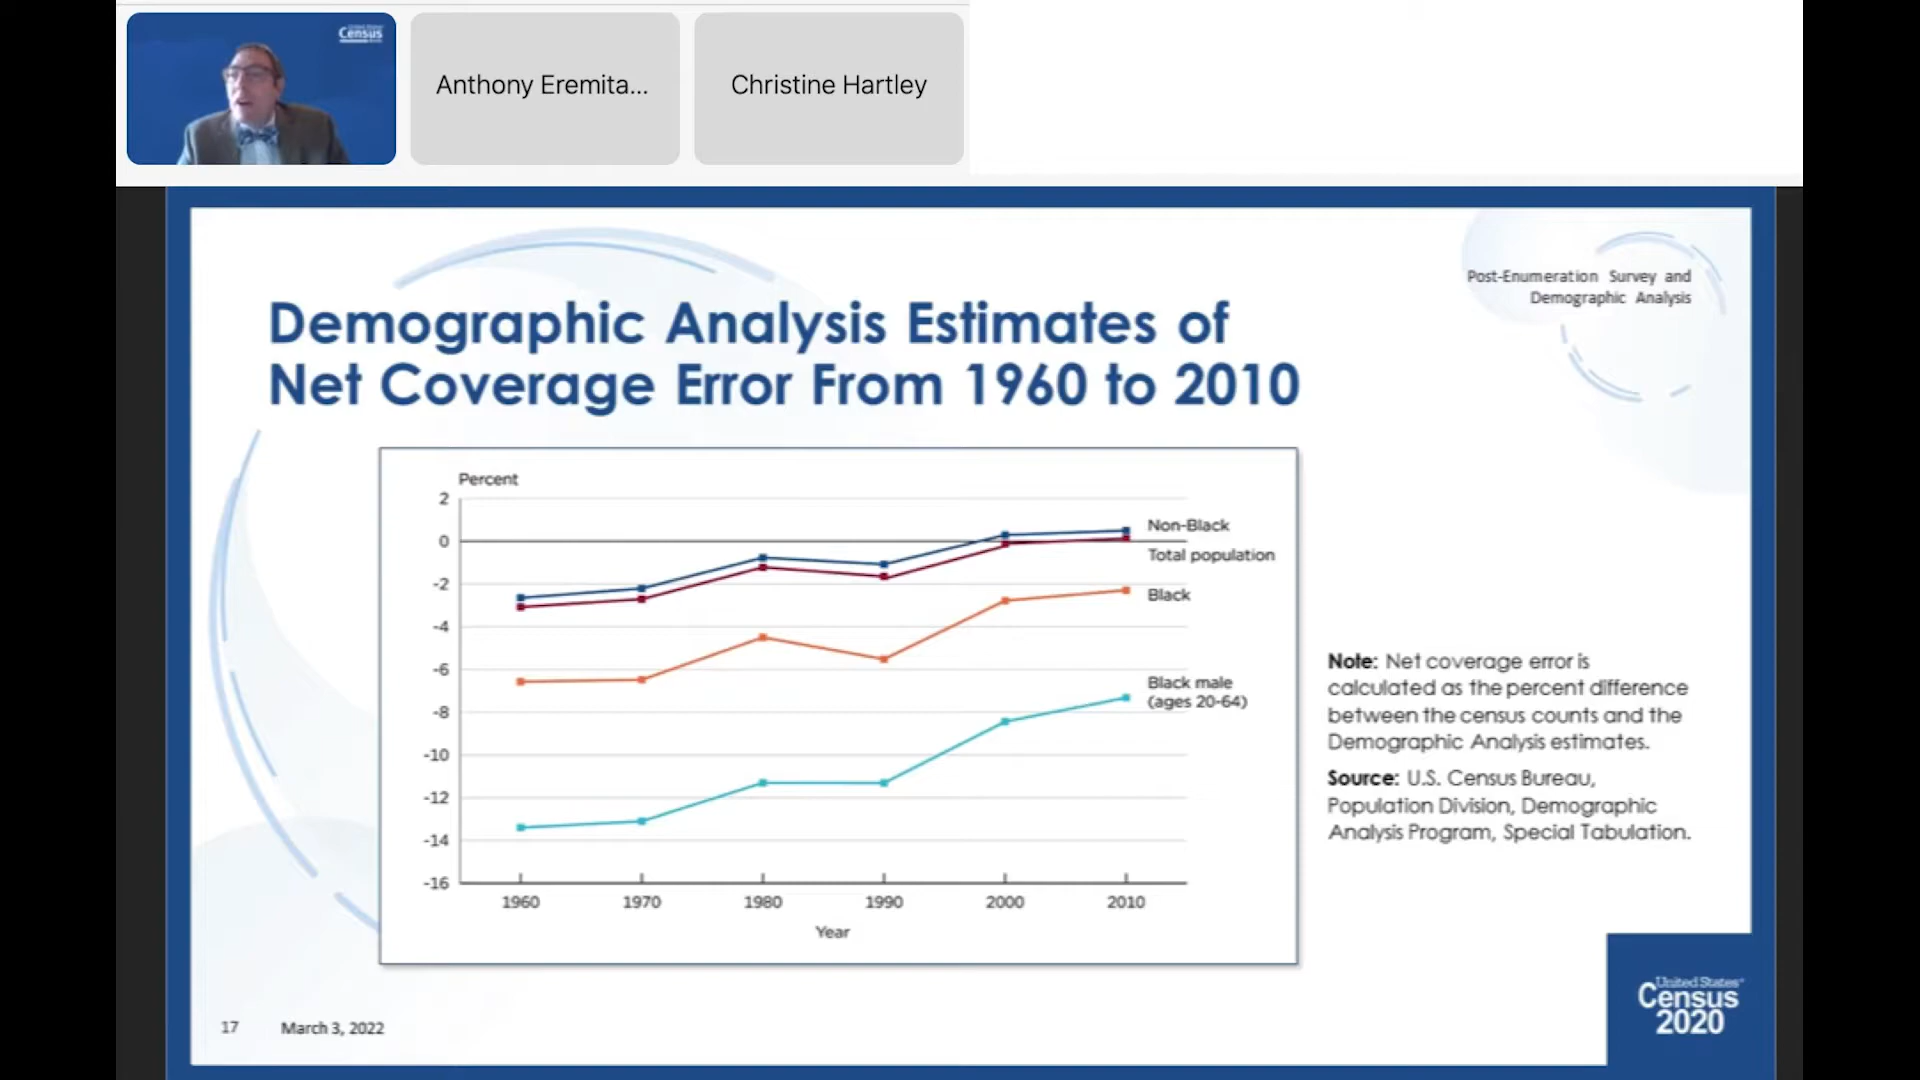 United States
Census
Anthony Eremita...
Christine Hartley
Post-Enumeration Survey and
Demographic Analysis
Demographic Analysis Estimates of
Net Coverage Error From 1960 to 2010
Percent
2
0
-2
-4
-6
-8
-10
-12
-14
-16
Non-Black
Total population
Black
Black male
(ages 20-64)
1960 1970 1980 1990 2000 2010
Year
Note: Net coverage error is
calculated as the percent difference
between the census counts and the
Demographic Analysis estimates.
Source: U.S. Census Bureau,
Population Division, Demographic
Analysis Program, Special Tabulation.
17 March 3, 2022
United States®
Census
2020